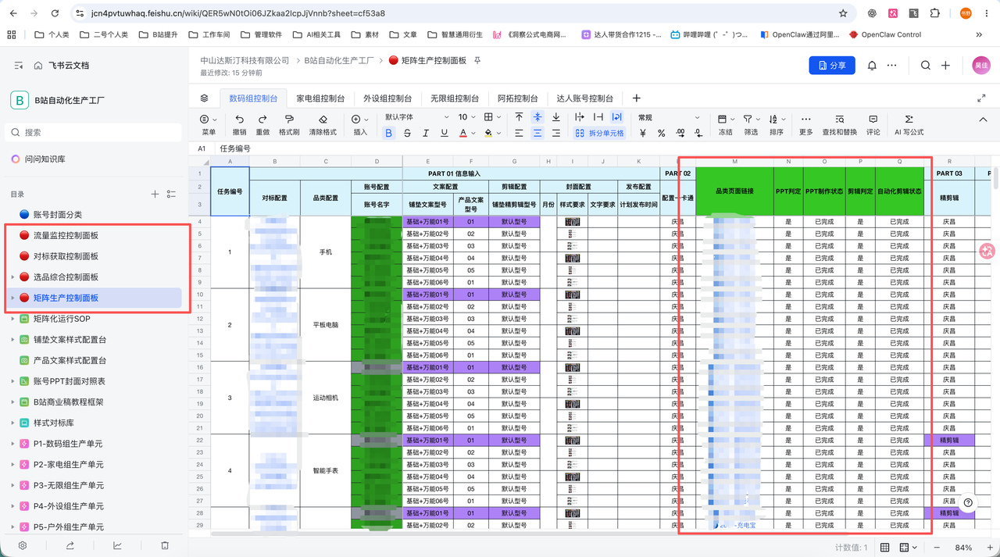 jcn4pvtuwhaq.feishu.cn/wiki/QER5wN0tOi06JZkaa2IcpJjVnnb?sheet=cf53a8
个人类 二号个人类 B站提升 工作车间 管理软件 AI相关工具 素材 文章 智慧通用衍生 《洞察公式电商网... 达人带货合作1215 -... 哔哩哔哩 (゜-゜)つ... OpenClaw通过阿里... OpenClaw Control
飞书云文档
B站自动化生产工厂
搜索
问问知识库
目录
账号封面分类
流量监控控制面板
对标获取控制面板
选品综合控制面板
矩阵生产控制面板
矩阵化运行SOP
铺垫文案样式配置台
产品文案样式配置台
账号PPT封面对照表
B站商业稿教程框架
样式对标库
P1-数码组生产单元
P2-家电组生产单元
P3-无限组生产单元
P4-外设组生产单元
P5-户外组生产单元
中山达斯汀科技有限公司 > B站自动化生产工厂 > 矩阵生产控制面板
最近修改: 15 分钟前
分享
吴佳
数码组控制台 家电组控制台 外设组控制台 无限组控制台 阿拓控制台 达人账号控制台
菜单 撤销 重做 格式刷 清除格式 插入 默认字体 10 常规
B S I U A 拆分单元格 ¥ % 冻结 筛选 排序 更多 查找和替换 评论 AI 写公式
A1 任务编号
A B C D E F G H I J K M N O P Q R
1 任务编号 对标配置 品类配置 PART 01 信息输入 PART 02 品类页面链接 PPT判定 PPT制作状态 剪辑判定 自动化剪辑状态 PART 03
2 账号配置 文案配置 剪辑配置 封面配置 发布配置 配置一卡通 精剪辑
3 账号名字 铺垫文案型号 产品文案型号 铺垫精剪辑型号 月份 样式要求 文字要求 计划发布时间
4 1 手机 基础+万能01号 01 默认型号 庆昌 是 已完成 是 已完成 庆昌
5 基础+万能02号 02 默认型号 庆昌 是 已完成 是 已完成 庆昌
6 基础+万能03号 03 默认型号 庆昌 是 已完成 是 已完成 庆昌
7 基础+万能04号 04 默认型号 庆昌 是 已完成 是 已完成 庆昌
8 基础+万能05号 05 默认型号 庆昌 是 已完成 是 已完成 庆昌
9 基础+万能06号 01 默认型号 庆昌 是 已完成 是 已完成 庆昌
10 2 平板电脑 基础+万能01号 01 默认型号 庆昌 是 已完成 是 已完成 庆昌
11 基础+万能02号 02 默认型号 庆昌 是 已完成 是 已完成 庆昌
12 基础+万能03号 03 默认型号 庆昌 是 已完成 是 已完成 庆昌
13 基础+万能04号 04 默认型号 庆昌 是 已完成 是 已完成 庆昌
14 基础+万能05号 05 默认型号 庆昌 是 已完成 是 已完成 庆昌
15 基础+万能06号 01 默认型号 庆昌 是 已完成 是 已完成 庆昌
16 3 运动相机 基础+万能01号 01 默认型号 庆昌 是 已完成 是 已完成 庆昌
17 基础+万能02号 02 默认型号 庆昌 是 已完成 是 已完成 庆昌
18 基础+万能03号 03 默认型号 庆昌 是 已完成 是 已完成 庆昌
19 基础+万能04号 04 默认型号 庆昌 是 已完成 是 已完成 庆昌
20 基础+万能05号 05 默认型号 庆昌 是 已完成 是 已完成 庆昌
21 基础+万能06号 01 默认型号 庆昌 是 已完成 是 已完成 庆昌
22 4 智能手表 基础+万能01号 01 默认型号 庆昌 是 已完成 是 已完成 精剪辑
23 基础+万能02号 02 默认型号 庆昌 是 已完成 是 已完成 庆昌
24 基础+万能03号 03 默认型号 庆昌 是 已完成 是 已完成 庆昌
25 基础+万能04号 04 默认型号 庆昌 是 已完成 是 已完成 庆昌
26 基础+万能05号 05 默认型号 庆昌 是 已完成 是 已完成 庆昌
27 基础+万能06号 01 默认型号 庆昌 是 已完成 是 已完成 庆昌
28 基础+万能01号 01 默认型号 庆昌 是 已完成 是 已完成 精剪辑
29 基础+万能02号 02 默认型号 庆昌 -充电宝 是 已完成 是 已完成 庆昌
计数值: 1 84%